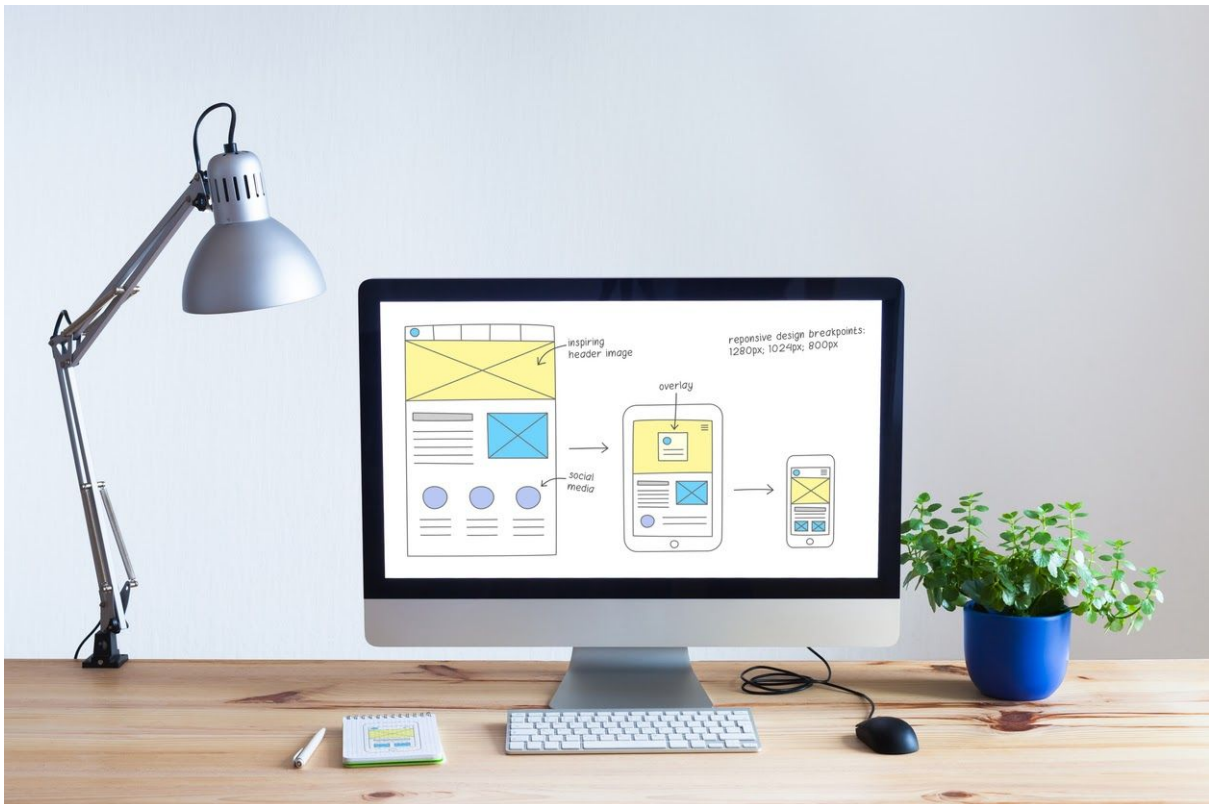 inspiring
header image
reponsive design breakpoints:
1280px; 1024px; 800px
overlay
social
media